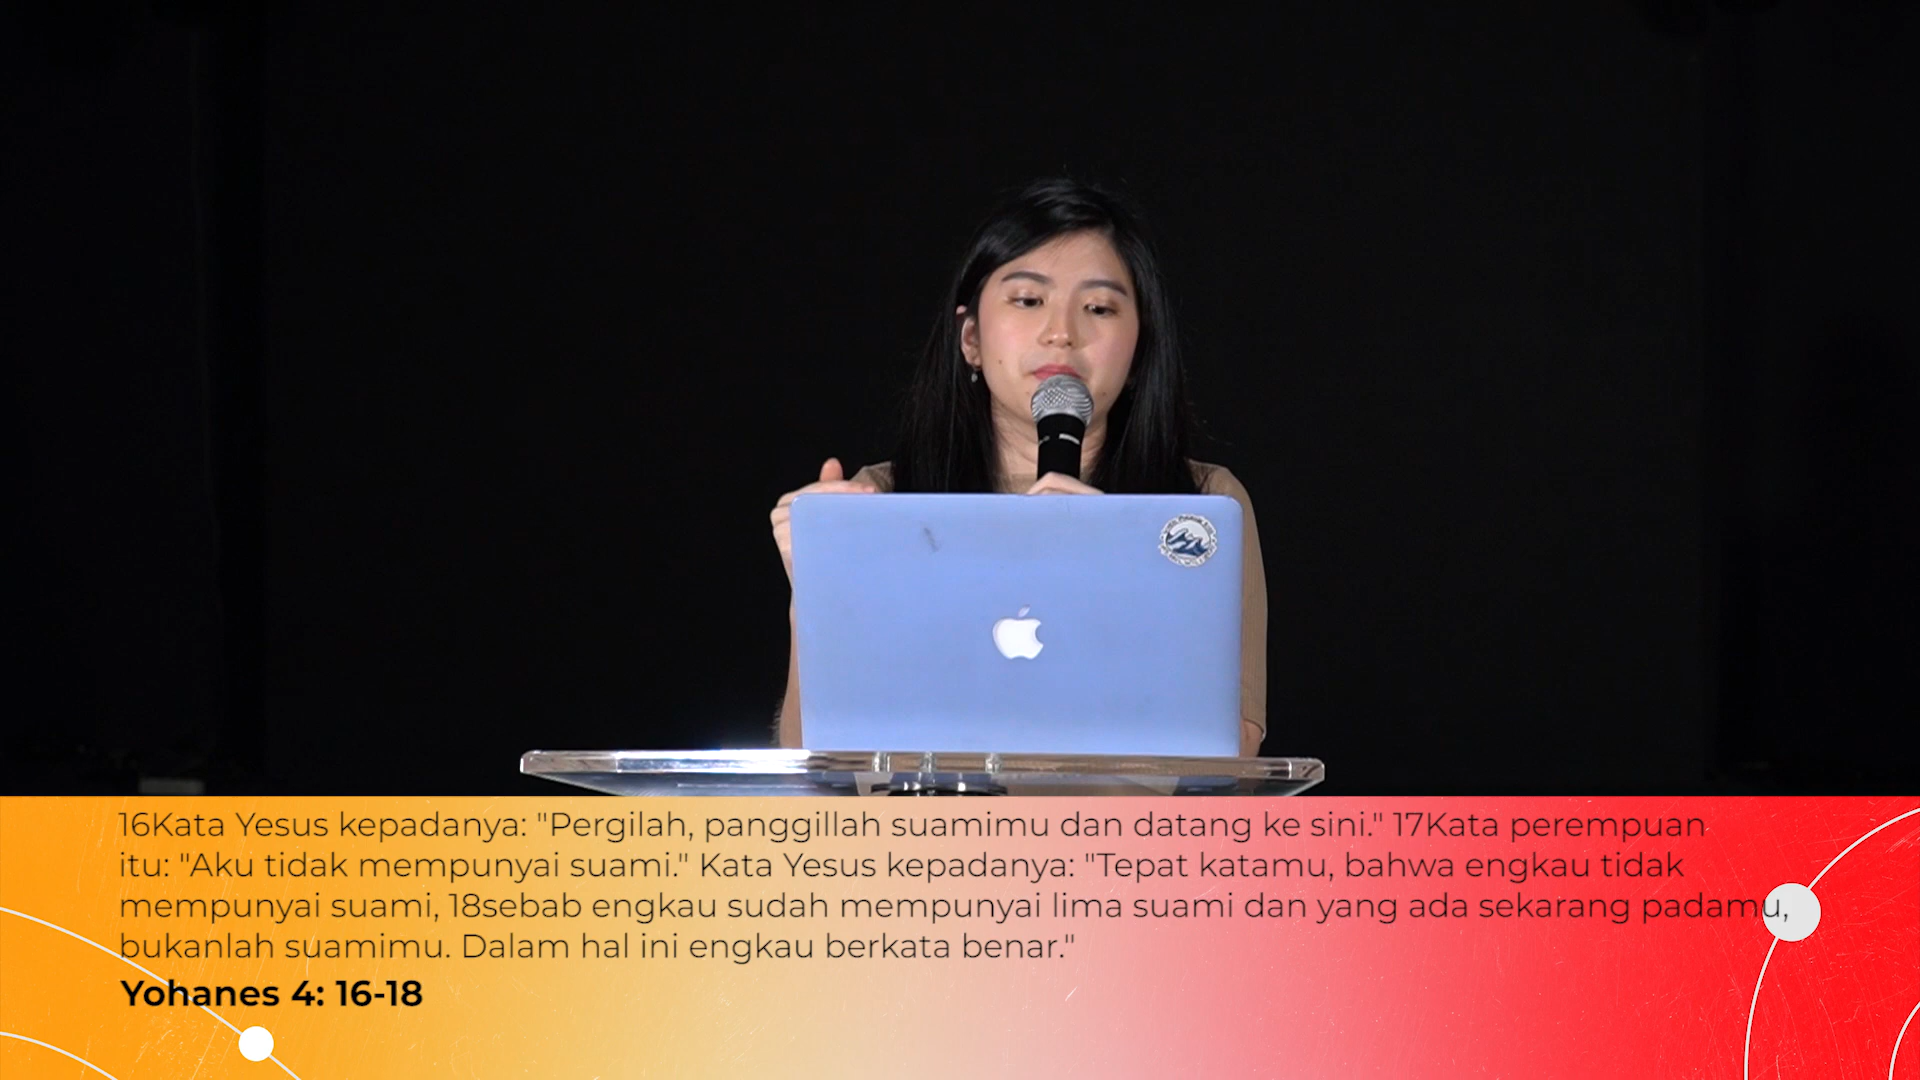 16Kata Yesus kepadanya: "Pergilah, panggillah suamimu dan datang ke sini." 17Kata perempuan
itu: "Aku tidak mempunyai suami." Kata Yesus kepadanya: "Tepat katamu, bahwa engkau tidak
mempunyai suami, 18sebab engkau sudah mempunyai lima suami dan yang ada sekarang padamu,
bukanlah suamimu. Dalam hal ini engkau berkata benar."
Yohanes 4: 16-18